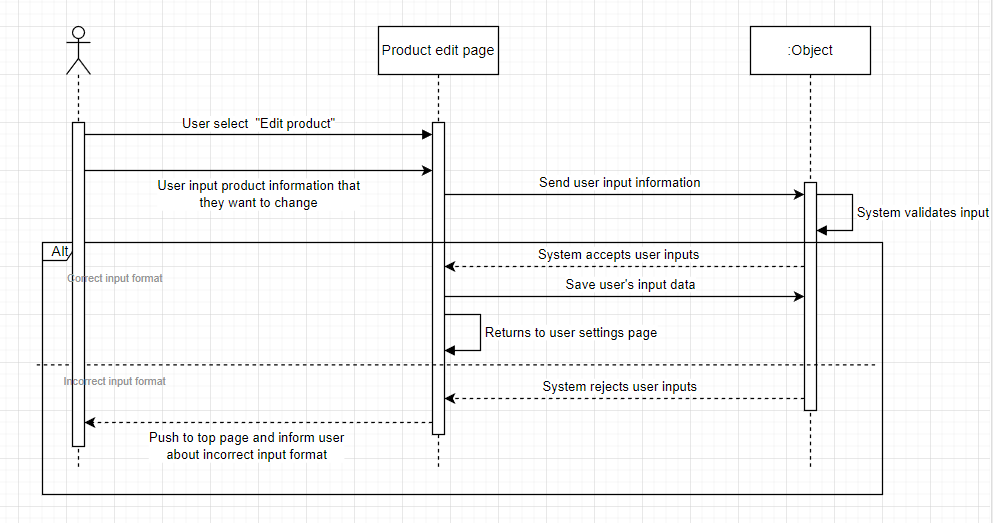 Product edit page
:Object
User select "Edit product"
User input product information that
they want to change
Send user input information
System validates input
Alt
System accepts user inputs
Correct input format
Save user's input data
Returns to user settings page
Incorrect input format
System rejects user inputs
Push to top page and inform user
about incorrect input format